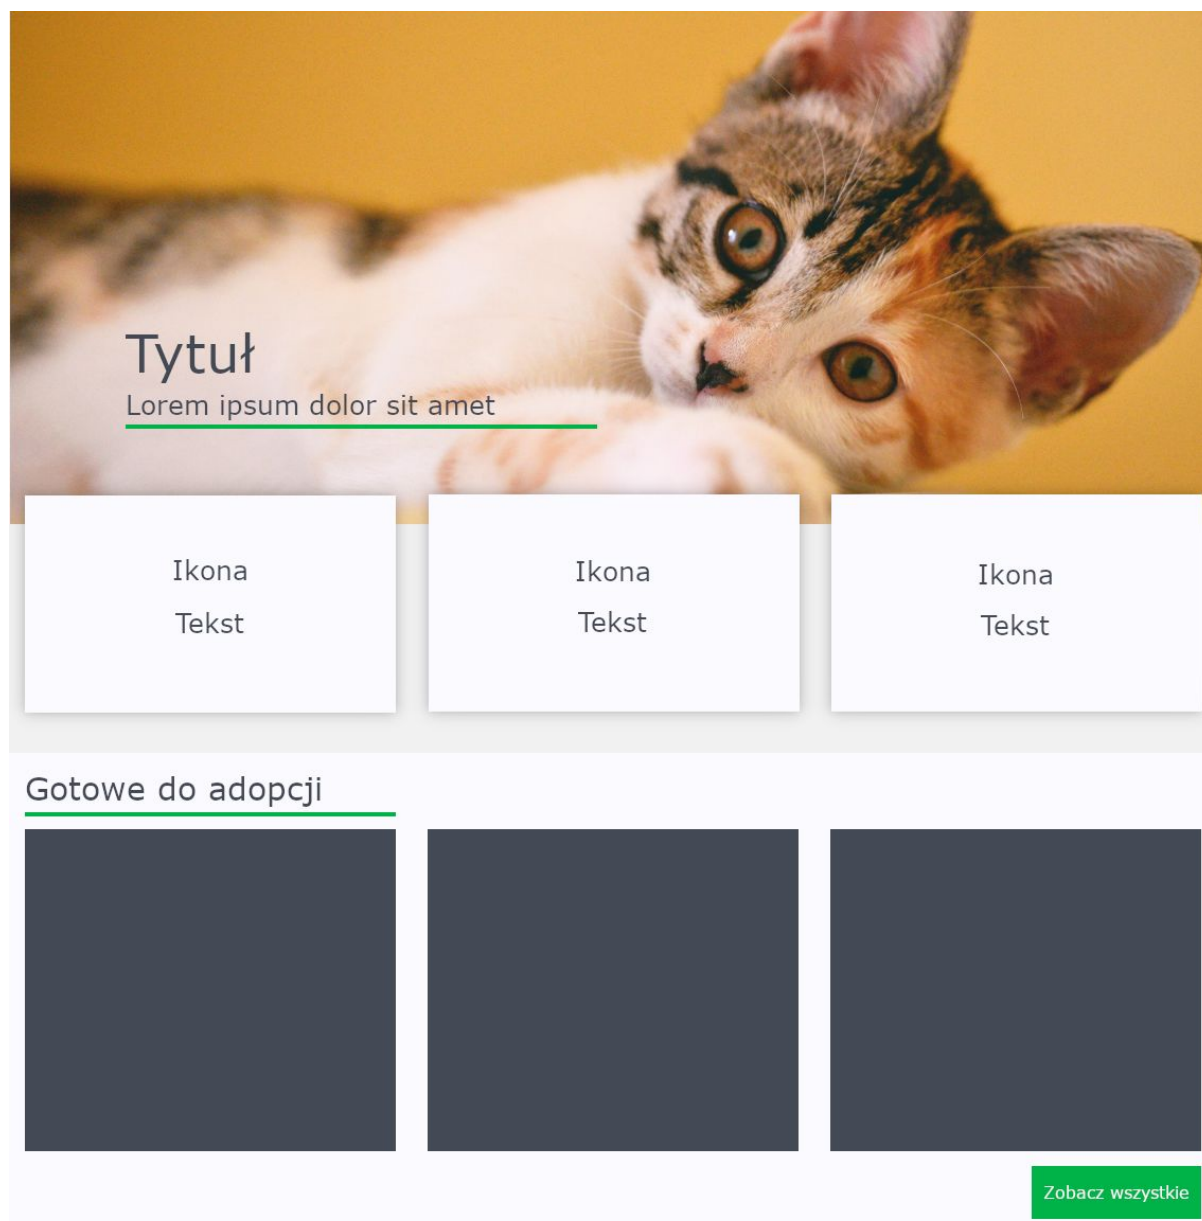 Tytuł
Lorem ipsum dolor sit amet
Ikona
Tekst
Ikona
Tekst
Ikona
Tekst
Gotowe do adopcji
Zobacz wszystkie